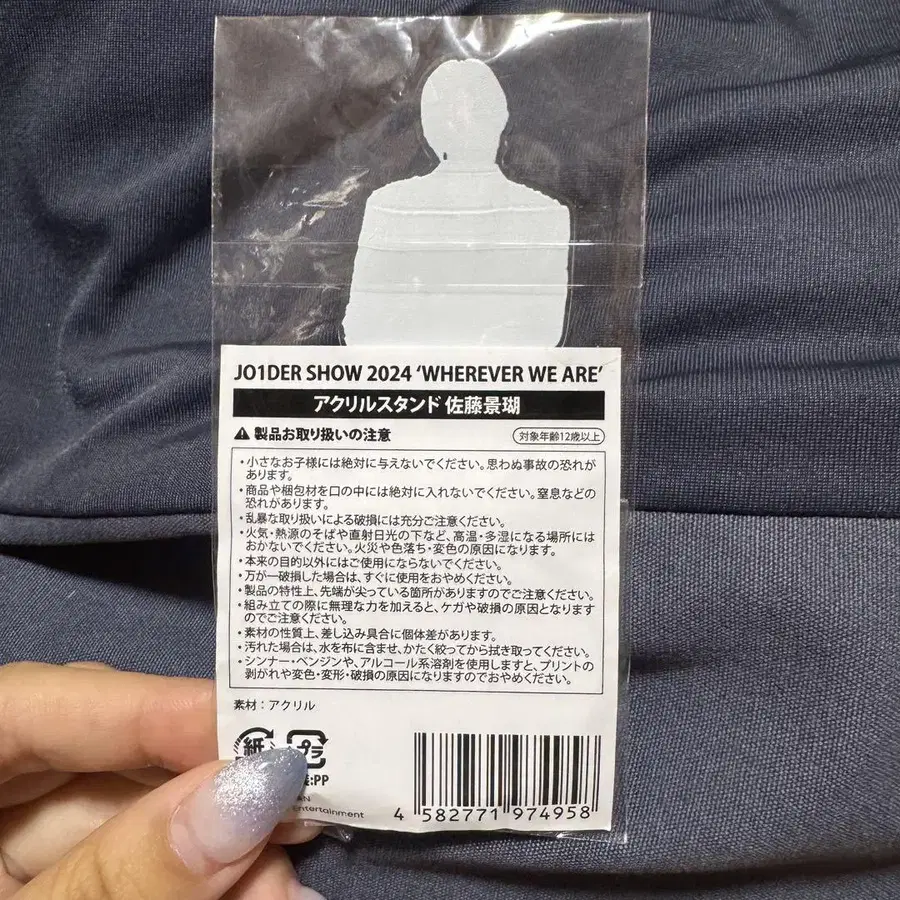 JO1DER SHOW 2024 ‘WHEREVER WE ARE’
アクリルスタンド 佐藤景瑚
⚠ 製品お取り扱いの注意
対象年齢12歳以上
・小さなお子様には絶対に与えないでください。思わぬ事故の恐れが
あります。
・商品や梱包材を口の中には絶対に入れないでください。窒息などの
恐れがあります。
・乱暴な取り扱いによる破損には充分ご注意ください。
・火気・熱源のそばや直射日光の下など、高温・多湿になる場所には
おかないでください。火災や色落ち・変色の原因になります。
・本来の目的以外にはご使用にならないでください。
・万が一破損した場合は、すぐに使用をおやめください。
・製品の特性上、先端が尖っている箇所がありますのでご注意ください。
・組み立ての際に無理な力を加えると、ケガや破損の原因となります
のでご注意ください。
・素材の性質上、差し込み具合に個体差があります。
・汚れた場合は、水を布に含ませ、かたく絞ってから拭き取ってください。
・シンナー・ベンジンや、アルコール系溶剤を使用しますと、プリントの
剥がれや変色・変形・破損の原因になりますのでおやめください。
素材：アクリル
紙 プラ
:PP
Entertainment
4 582771 974958